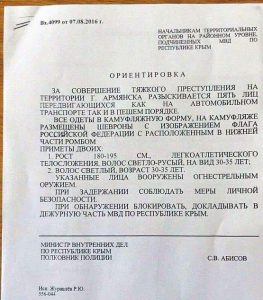 Вх.4099 от 07.08.2016 г.
НАЧАЛЬНИКАМ ТЕРРИТОРИАЛЬНЫХ
ОРГАНОВ НА РАЙОННОМ УРОВНЕ,
ПОДЧИНЕННЫХ МВД ПО
РЕСПУБЛИКЕ КРЫМ
ОРИЕНТИРОВКА
ЗА СОВЕРШЕНИЕ ТЯЖКОГО ПРЕСТУПЛЕНИЯ НА
ТЕРРИТОРИИ Г. АРМЯНСКА РАЗЫСКИВАЕТСЯ ПЯТЬ ЛИЦ
ПЕРЕДВИГАЮЩИХСЯ КАК НА АВТОМОБИЛЬНОМ
ТРАНСПОРТЕ ТАК И В ПЕШЕМ ПОРЯДКЕ.
ВСЕ ОДЕТЫ В КАМУФЛЯЖНУЮ ФОРМУ, НА КАМУФЛЯЖЕ
РАЗМЕЩЕНЫ ШЕВРОНЫ С ИЗОБРАЖЕНИЕМ ФЛАГА
РОССИЙСКОЙ ФЕДЕРАЦИИ С РАСПОЛОЖЕННЫМ В НИЖНЕЙ
ЧАСТИ РОМБОМ
ПРИМЕТЫ ДВОИХ:
1. РОСТ 180-195 СМ., ЛЕГКОАТЛЕТИЧЕСКОГО
ТЕЛОСЛОЖЕНИЯ. ВОЛОС СВЕТЛО-РУСЫЙ, НА ВИД 30-35 ЛЕТ;
2. ВОЛОС СВЕТЛЫЙ, ВОЗРАСТ 30-35 ЛЕТ.
УКАЗАННЫЕ ЛИЦА ВООРУЖЕНЫ ОГНЕСТРЕЛЬНЫМ
ОРУЖИЕМ.
ПРИ ЗАДЕРЖАНИИ СОБЛЮДАТЬ МЕРЫ ЛИЧНОЙ
БЕЗОПАСНОСТИ.
ПРИ ОБНАРУЖЕНИИ БЛОКИРОВАТЬ, ДОКЛАДЫВАТЬ В
ДЕЖУРНУЮ ЧАСТЬ МВД ПО РЕСПУБЛИКЕ КРЫМ.
МИНИСТР ВНУТРЕННИХ ДЕЛ
ПО РЕСПУБЛИКЕ КРЫМ
ПОЛКОВНИК ПОЛИЦИИ
С.В. АБИСОВ
Исп. Журавлёв Р.Ю.
556-044